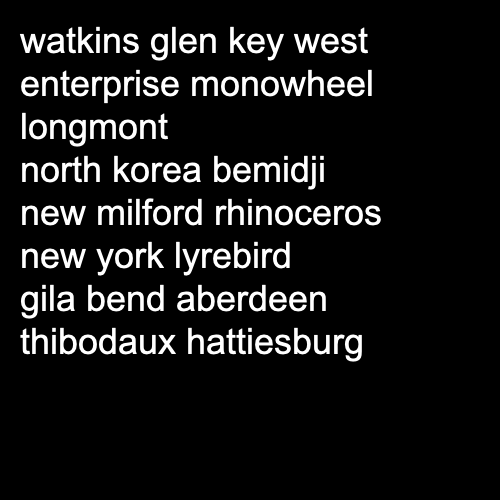 watkins glen key west
enterprise monowheel
longmont
north korea bemidji
new milford rhinoceros
new york lyrebird
gila bend aberdeen
thibodaux hattiesburg